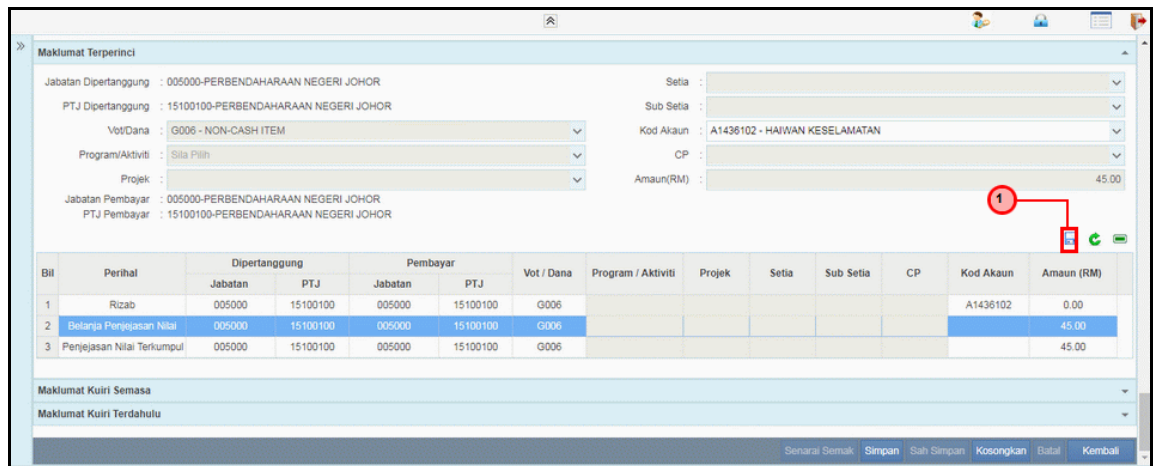 Maklumat Terperinci
Jabatan Dipertanggung : 005000-PERBENDAHARAAN NEGERI JOHOR Setia :
PTJ Dipertanggung : 15100100-PERBENDAHARAAN NEGERI JOHOR Sub Setia :
Vot/Dana : G006 - NON-CASH ITEM Kod Akaun : A1436102 - HAIWAN KESELAMATAN
Program/Aktiviti : Sila Pilih CP :
Projek : Amaun(RM) : 45.00
Jabatan Pembayar : 005000-PERBENDAHARAAN NEGERI JOHOR
PTJ Pembayar : 15100100-PERBENDAHARAAN NEGERI JOHOR
1
Bil Perihal Dipertanggung Pembayar Vot / Dana Program / Aktiviti Projek Setia Sub Setia CP Kod Akaun Amaun (RM)
Jabatan PTJ Jabatan PTJ
1 Rizab 005000 15100100 005000 15100100 G006 A1436102 0.00
2 Belanja Penjejasan Nilai 005000 15100100 005000 15100100 G006 45.00
3 Penjejasan Nilai Terkumpul 005000 15100100 005000 15100100 G006 45.00
Maklumat Kuiri Semasa
Maklumat Kuiri Terdahulu
Senarai Semak Simpan Sah Simpan Kosongkan Batal Kembali